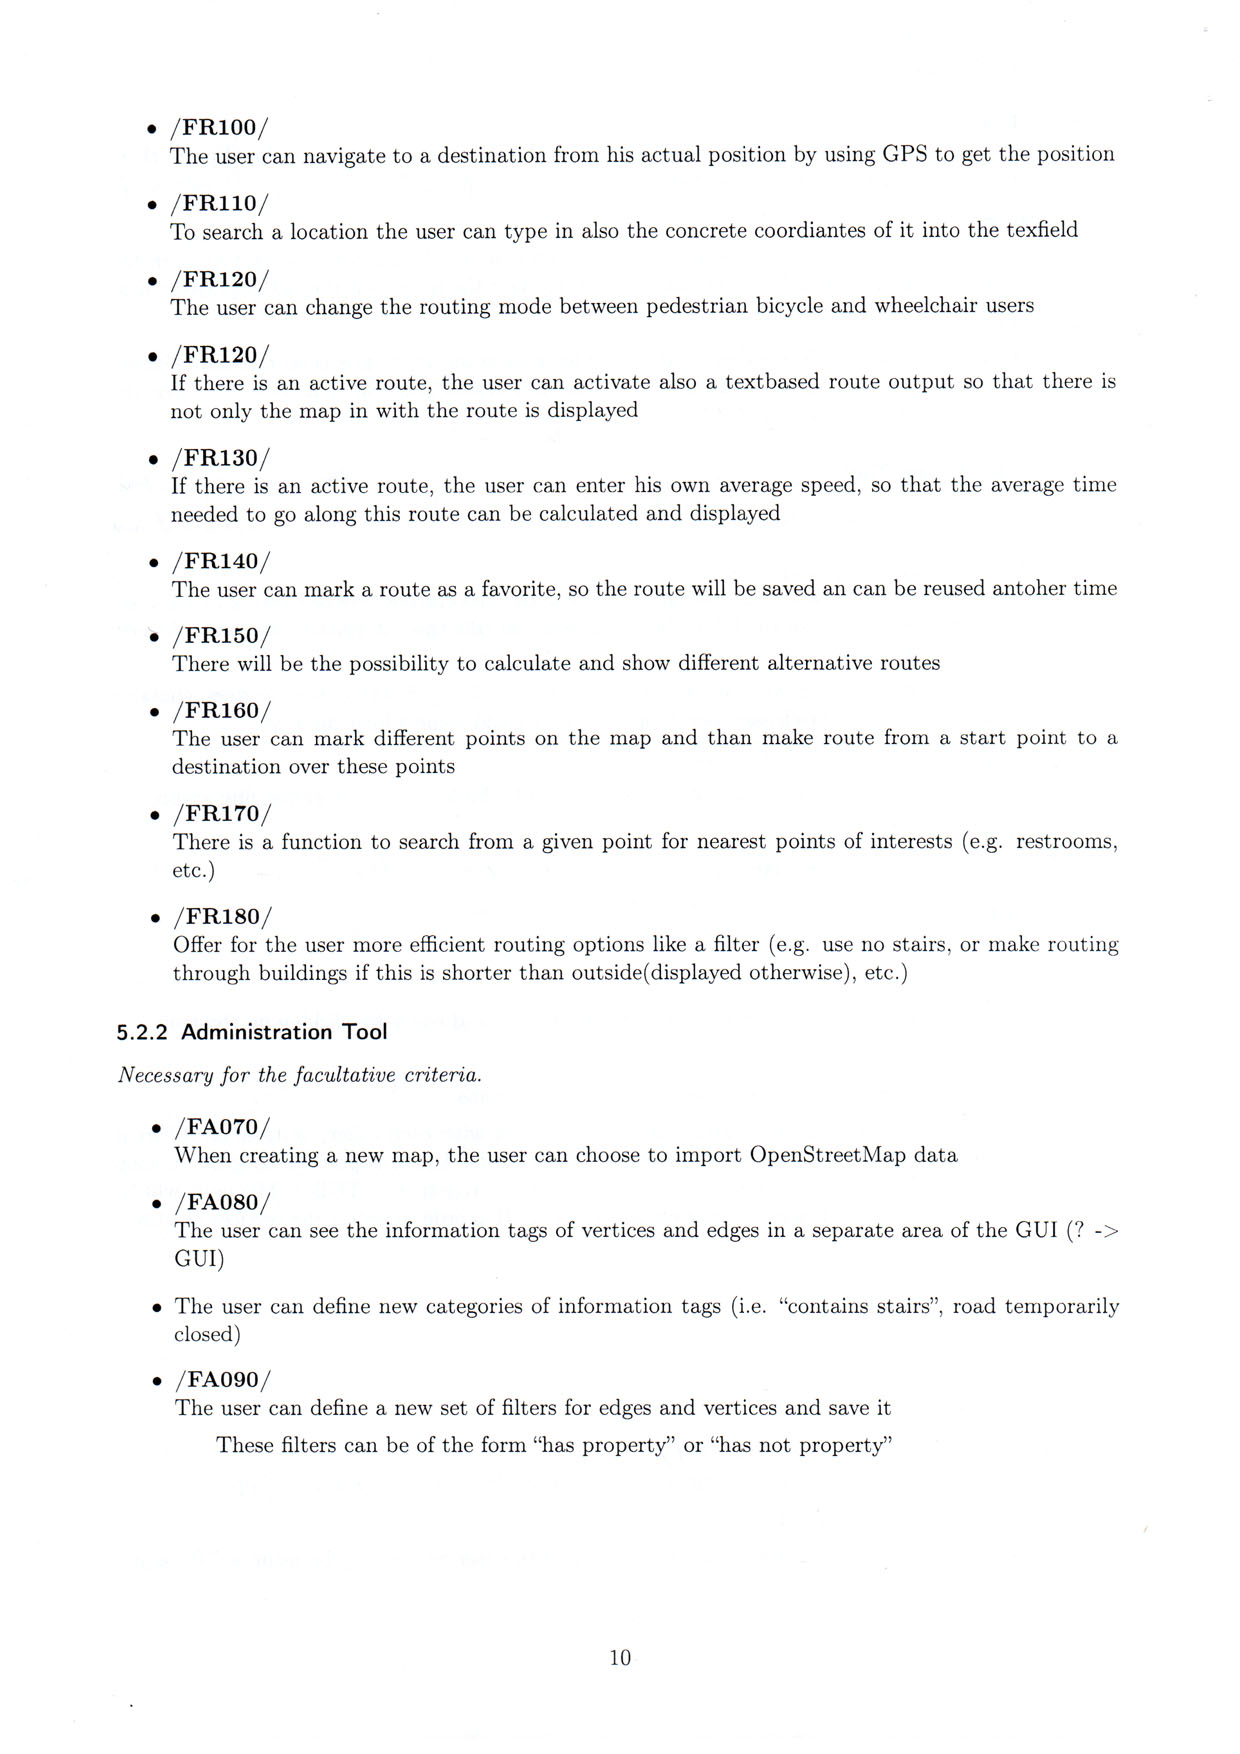 • /FR100/
The user can navigate to a destination from his actual position by using GPS to get the position
• /FR110/
To search a location the user can type in also the concrete coordiantes of it into the texfield
• /FR120/
The user can change the routing mode between pedestrian bicycle and wheelchair users
• /FR120/
If there is an active route, the user can activate also a textbased route output so that there is
not only the map in with the route is displayed
• /FR130/
If there is an active route, the user can enter his own average speed, so that the average time
needed to go along this route can be calculated and displayed
• /FR140/
The user can mark a route as a favorite, so the route will be saved an can be reused antoher time
• /FR150/
There will be the possibility to calculate and show different alternative routes
• /FR160/
The user can mark different points on the map and than make route from a start point to a
destination over these points
• /FR170/
There is a function to search from a given point for nearest points of interests (e.g. restrooms,
etc.)
• /FR180/
Offer for the user more efficient routing options like a filter (e.g. use no stairs, or make routing
through buildings if this is shorter than outside(displayed otherwise), etc.)
5.2.2 Administration Tool
Necessary for the facultative criteria.
• /FA070/
When creating a new map, the user can choose to import OpenStreetMap data
• /FA080/
The user can see the information tags of vertices and edges in a separate area of the GUI (? ->
GUI)
• The user can define new categories of information tags (i.e. “contains stairs”, road temporarily
closed)
• /FA090/
The user can define a new set of filters for edges and vertices and save it
These filters can be of the form “has property” or “has not property”
10